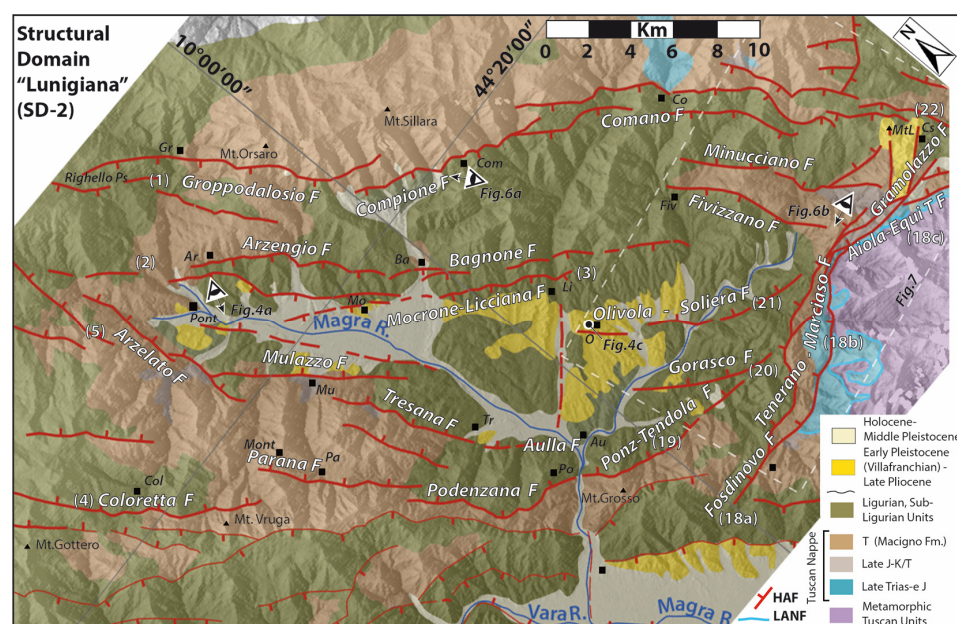 Structural
Domain
“Lunigiana”
(SD-2)
10°00’00”
44°20’00”
Km
0 2 4 6 8 10
N
Mt.Sillara
Co
Comano F
(22)
MtL
Cs
Gr
Mt.Orsaro
Com
Minucciano F
Gramolazzo F
Righello Ps
(1)
Groppodalosio F
Compione F
Fig.6a
Fiv
Fivizzano F
Fig.6b
Aiola-Equi T F
(18c)
Arzengio F
Ar
(2)
Ba
Bagnone F
(3)
Li
Fig.7
Pont
Fig.4a
Mo
Mocrone-Licciana F
Olivola - Soliera F
(21)
(5)
Magra R.
O
Fig.4c
Arzelato F
Mulazzo F
Gorasco F
(20)
(18b)
Mu
Tresana F
Tr
Aulla F
Au
Ponz-Tendola F
(19)
Fosdinovo F
Tenerano - Marciaso F
Mont
Pa
Parana F
Col
(4)
Coloretta F
Podenzana F
Po
Mt.Grosso
(18a)
Mt. Vruga
Mt.Gottero
Vara R.
Magra R
Holocene-
Middle Pleistocene
Early Pleistocene
(Villafranchian) -
Late Pliocene
Ligurian, Sub-
Ligurian Units
Tuscan Nappe
T (Macigno Fm.)
Late J-K/T
Late Trias-e J
Metamorphic
Tuscan Units
HAF
LANF